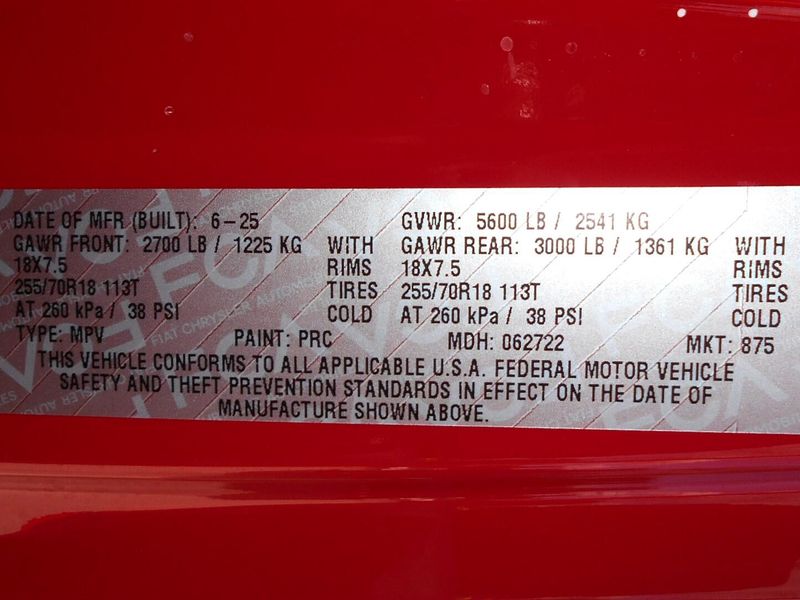 DATE OF MFR (BUILT): 6-25 GVWR: 5600 LB / 2541 KG
GAWR FRONT: 2700 LB / 1225 KG WITH GAWR REAR: 3000 LB / 1361 KG WITH
18X7.5 RIMS 18X7.5 RIMS
255/70R18 113T TIRES 255/70R18 113T TIRES
AT 260 kPa / 38 PSI COLD AT 260 kPa / 38 PSI COLD
TYPE: MPV PAINT: PRC MDH: 062722 MKT: 875
THIS VEHICLE CONFORMS TO ALL APPLICABLE U.S.A. FEDERAL MOTOR VEHICLE
SAFETY AND THEFT PREVENTION STANDARDS IN EFFECT ON THE DATE OF
MANUFACTURE SHOWN ABOVE.